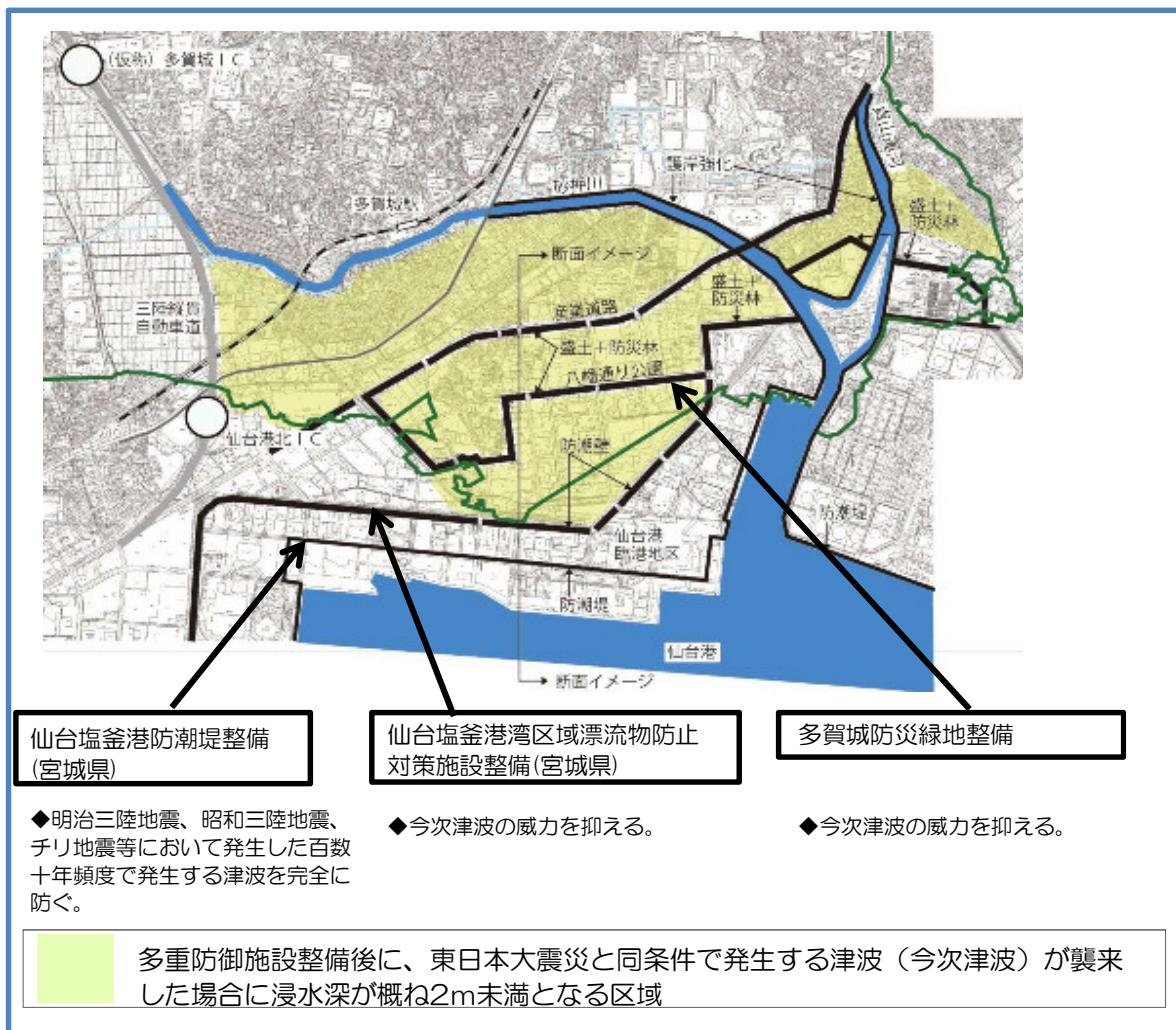 (仮称) 多賀城IC
護岸強化
砂押川
多賀城駅
盛土+
防災林
断面イメージ
盛土+
防災林
三陸縦貫
自動車道
産業道路
盛土+防災林
八幡通り公園
仙台港北IC
防潮壁
仙台港
臨港地区
防潮堤
防潮堤
仙台港
断面イメージ
仙台塩釜港防潮堤整備
(宮城県)
仙台塩釜港湾区域漂流物防止
対策施設整備(宮城県)
多賀城防災緑地整備
◆明治三陸地震、昭和三陸地震、
チリ地震等において発生した百数
十年頻度で発生する津波を完全に
防ぐ。
◆今次津波の威力を抑える。
◆今次津波の威力を抑える。
多重防御施設整備後に、東日本大震災と同条件で発生する津波(今次津波)が襲来
した場合に浸水深が概ね2m未満となる区域